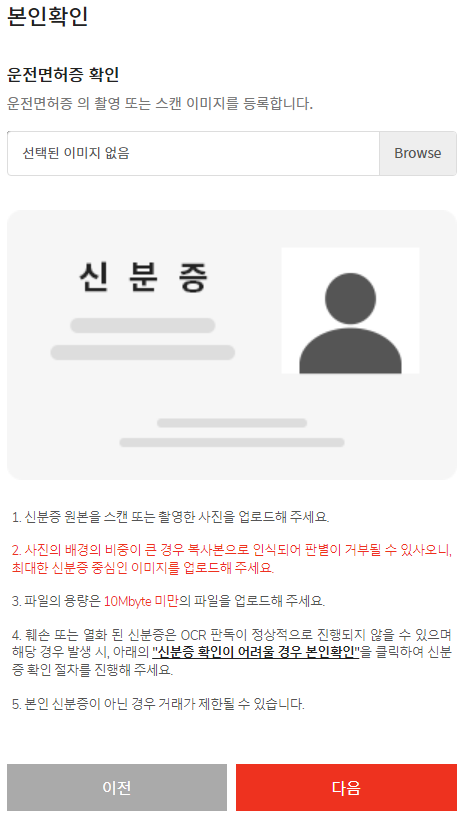 본인확인
운전면허증 확인
운전면허증 의 촬영 또는 스캔 이미지를 등록합니다.
선택된 이미지 없음 Browse
신 분 증
1. 신분증 원본을 스캔 또는 촬영한 사진을 업로드해 주세요.
2. 사진의 배경의 비중이 큰 경우 복사본으로 인식되어 판별이 거부될 수 있사오니,
최대한 신분증 중심인 이미지를 업로드해 주세요.
3. 파일의 용량은 10Mbyte 미만의 파일을 업로드해 주세요.
4. 훼손 또는 열화 된 신분증은 OCR 판독이 정상적으로 진행되지 않을 수 있으며
해당 경우 발생 시, 아래의 "신분증 확인이 어려울 경우 본인확인"을 클릭하여 신분
증 확인 절차를 진행해 주세요.
5. 본인 신분증이 아닌 경우 거래가 제한될 수 있습니다.
이전 다음